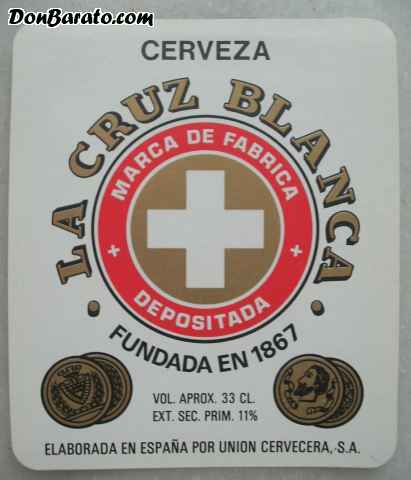 DonBarato.com
CERVEZA
LA CRUZ BLANCA
MARCA DE FABRICA
DEPOSITADA
FUNDADA EN 1867
VOL. APROX. 33 CL.
EXT. SEC. PRIM. 11%
ELABORADA EN ESPAÑA POR UNION CERVECERA, S.A.